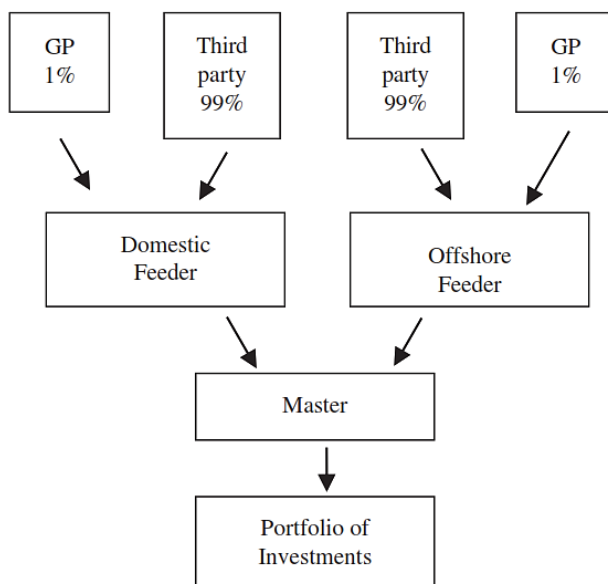 GP
1%
Third
party
99%
Third
party
99%
GP
1%
Domestic
Feeder
Offshore
Feeder
Master
Portfolio of
Investments